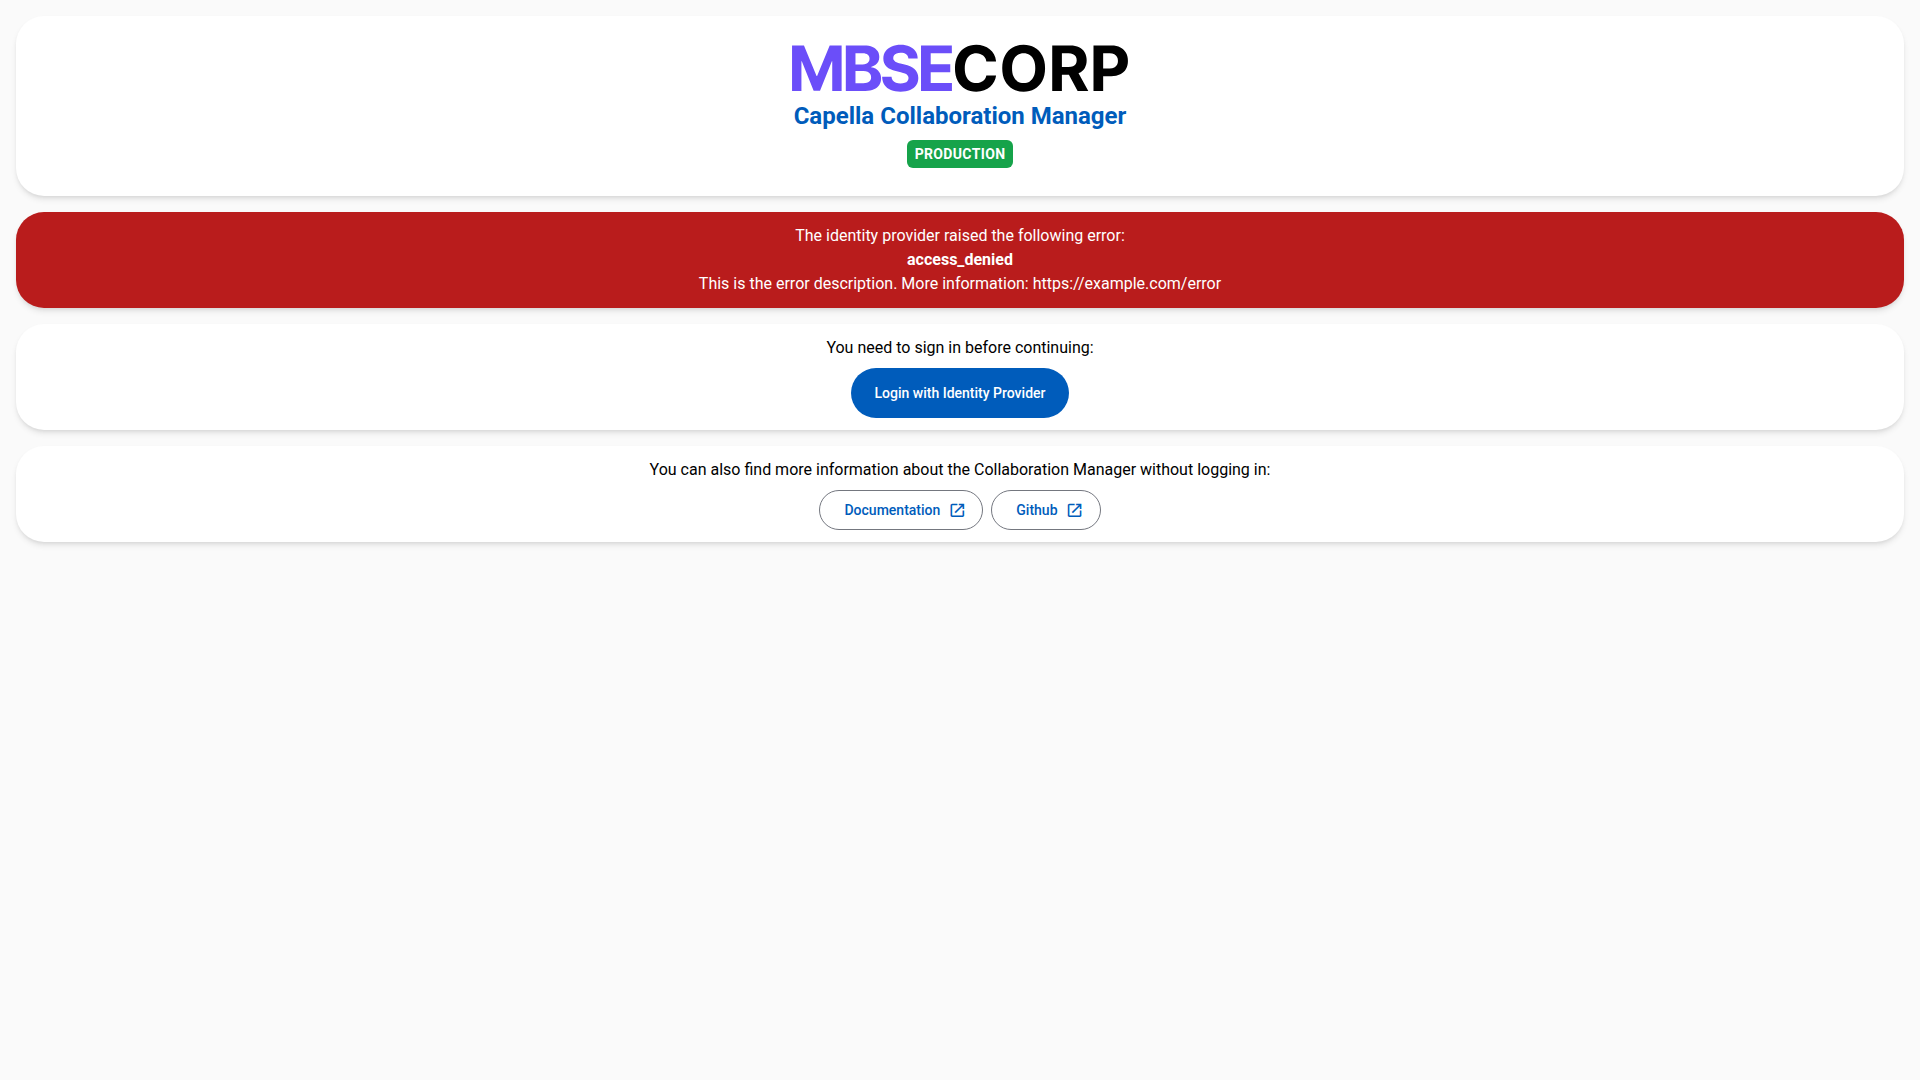 MBSECORP
Capella Collaboration Manager
PRODUCTION
The identity provider raised the following error:
access_denied
This is the error description. More information: https://example.com/error
You need to sign in before continuing:
Login with Identity Provider
You can also find more information about the Collaboration Manager without logging in:
Documentation Github